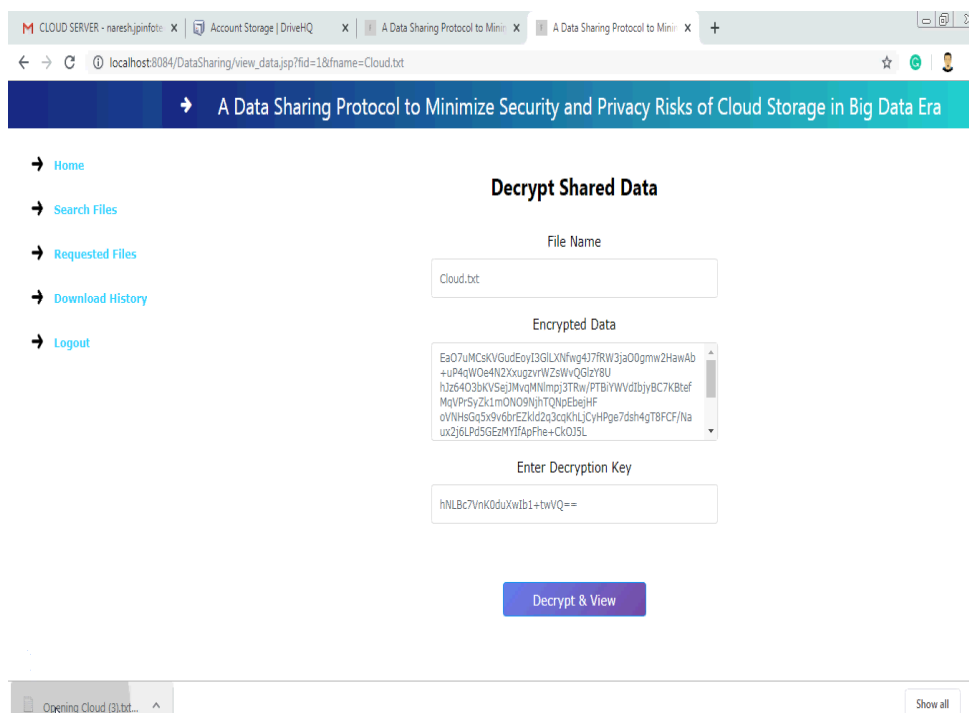 CLOUD SERVER - naresh.jpinfote
Account Storage | DriveHQ
A Data Sharing Protocol to Minim
A Data Sharing Protocol to Minim
localhost:8084/DataSharing/view_data.jsp?fid=1&fname=Cloud.txt
A Data Sharing Protocol to Minimize Security and Privacy Risks of Cloud Storage in Big Data Era
Home
Search Files
Requested Files
Download History
Logout
Decrypt Shared Data
File Name
Cloud.txt
Encrypted Data
EaO7uMCsKVGudEoyI3GlLXNfwg4J7fRW3jaO0gmw2HawAb
+uP4qWOe4N2XxugzvrWZsWvQGlzY8U
hJz64O3bKVSejJMvqMNlmpj3TRw/PTBiYWVdIbjyBC7KBtef
MqVPrSyZk1mONO9NjhTQNpEbejHF
oVNHsGq5x9v6brEZkld2q3cqKhLjCyHPge7dsh4gT8FCF/Na
ux2j6LPd5GEzMYIfApFhe+CkOJ5L
Enter Decryption Key
hNLBc7VnK0duXwIb1+twVQ==
Decrypt & View
Opening Cloud (3).txt...
Show all